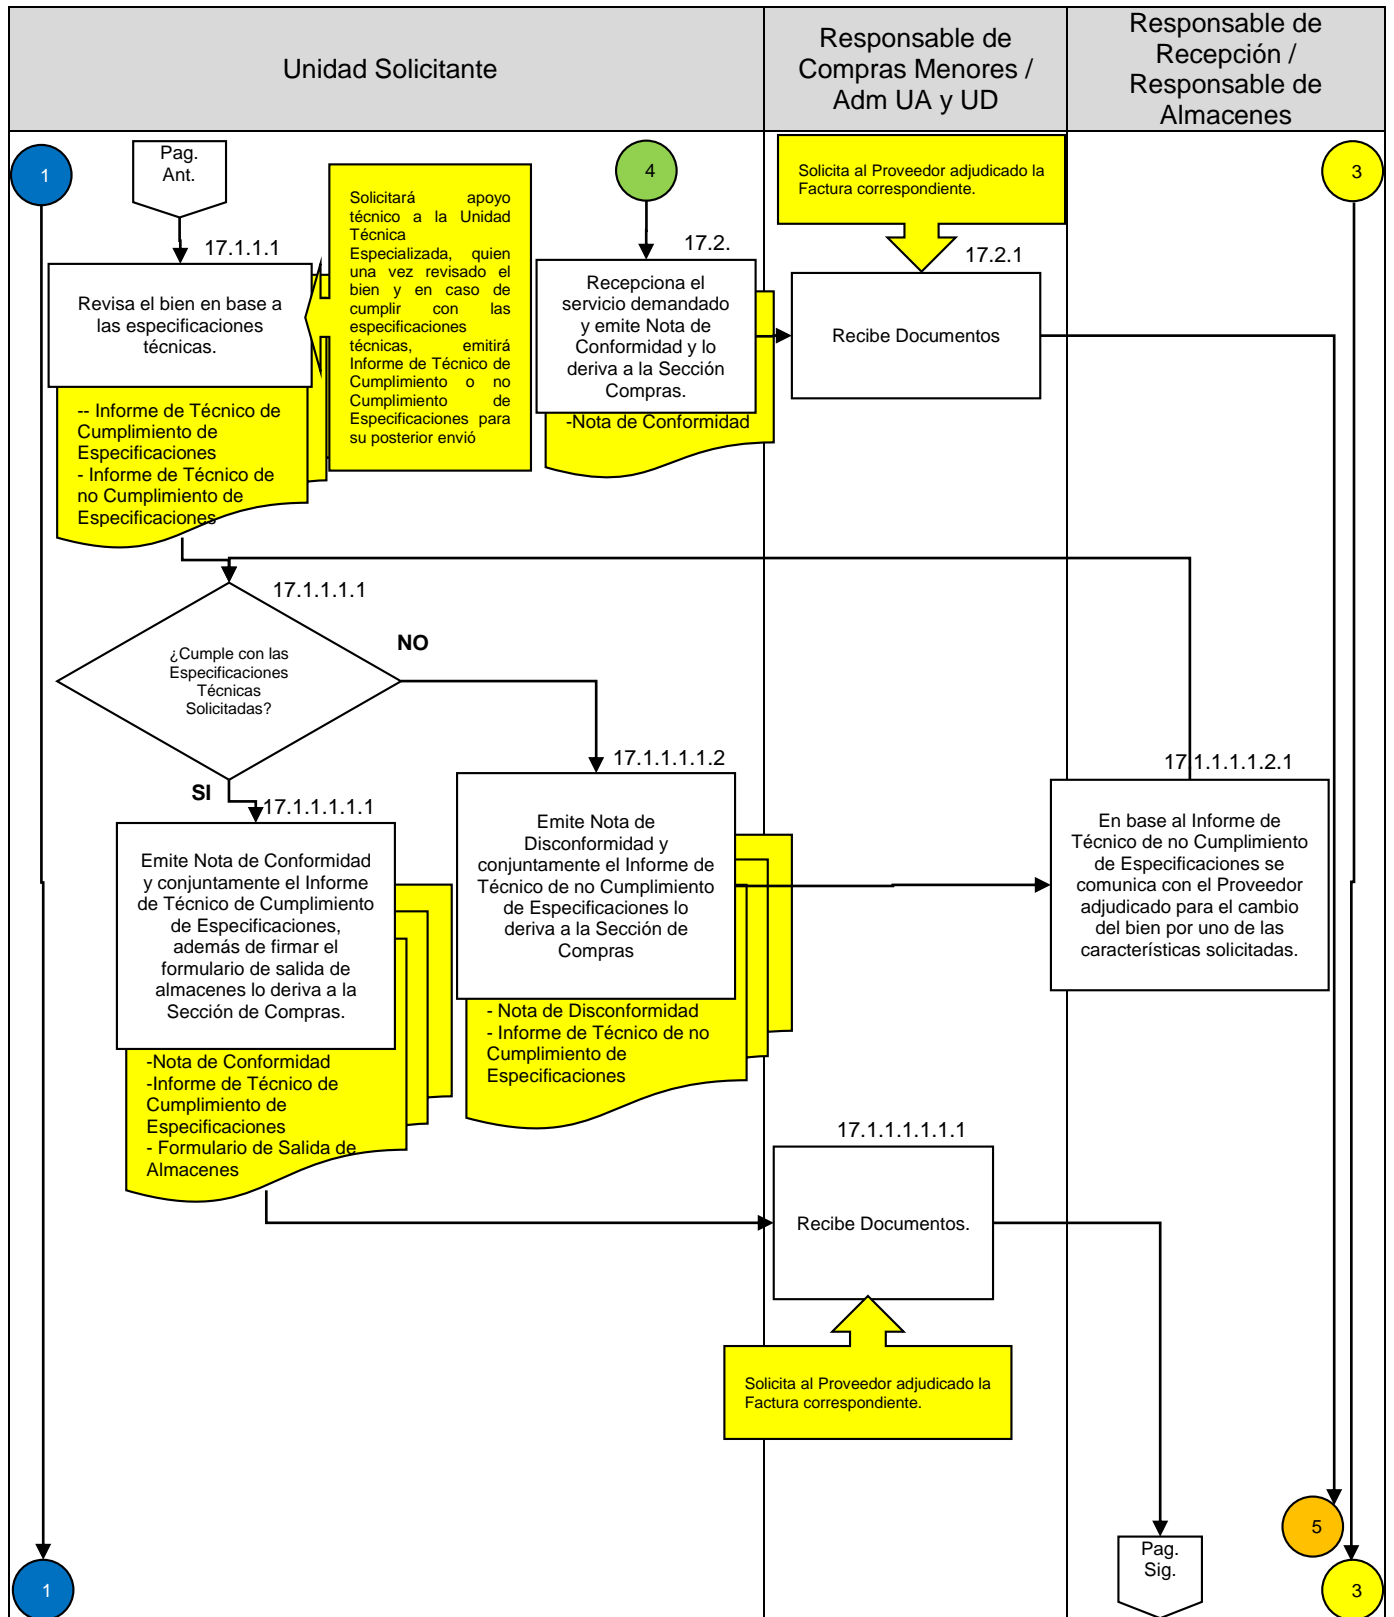 Unidad Solicitante
Responsable de
Compras Menores /
Adm UA y UD
Responsable de
Recepción /
Responsable de
Almacenes
1
Pag.
Ant.
4
3
Solicita al Proveedor adjudicado la
Factura correspondiente.
17.1.1.1
Revisa el bien en base a
las especificaciones
técnicas.
-- Informe de Técnico de
Cumplimiento de
Especificaciones
- Informe de Técnico de
no Cumplimiento de
Especificaciones
Solicitará apoyo
técnico a la Unidad
Técnica
Especializada, quien
una vez revisado el
bien y en caso de
cumplir con las
especificaciones
técnicas, emitirá
Informe de Técnico de
Cumplimiento o no
Cumplimiento de
Especificaciones para
su posterior envió
17.2.
Recepciona el
servicio demandado
y emite Nota de
Conformidad y lo
deriva a la Sección
Compras.
-Nota de Conformidad
17.2.1
Recibe Documentos
17.1.1.1.1
¿Cumple con las
Especificaciones
Técnicas
Solicitadas?
NO
SI
17.1.1.1.1.2
Emite Nota de
Disconformidad y
conjuntamente el Informe de
Técnico de no Cumplimiento
de Especificaciones lo
deriva a la Sección de
Compras
- Nota de Disconformidad
- Informe de Técnico de no
Cumplimiento de
Especificaciones
17.1.1.1.1.2.1
En base al Informe de
Técnico de no Cumplimiento
de Especificaciones se
comunica con el Proveedor
adjudicado para el cambio
del bien por uno de las
características solicitadas.
17.1.1.1.1.1
Emite Nota de Conformidad
y conjuntamente el Informe
de Técnico de Cumplimiento
de Especificaciones,
además de firmar el
formulario de salida de
almacenes lo deriva a la
Sección de Compras.
-Nota de Conformidad
-Informe de Técnico de
Cumplimiento de
Especificaciones
- Formulario de Salida de
Almacenes
17.1.1.1.1.1.1
Recibe Documentos.
Solicita al Proveedor adjudicado la
Factura correspondiente.
5
1
Pag.
Sig.
3